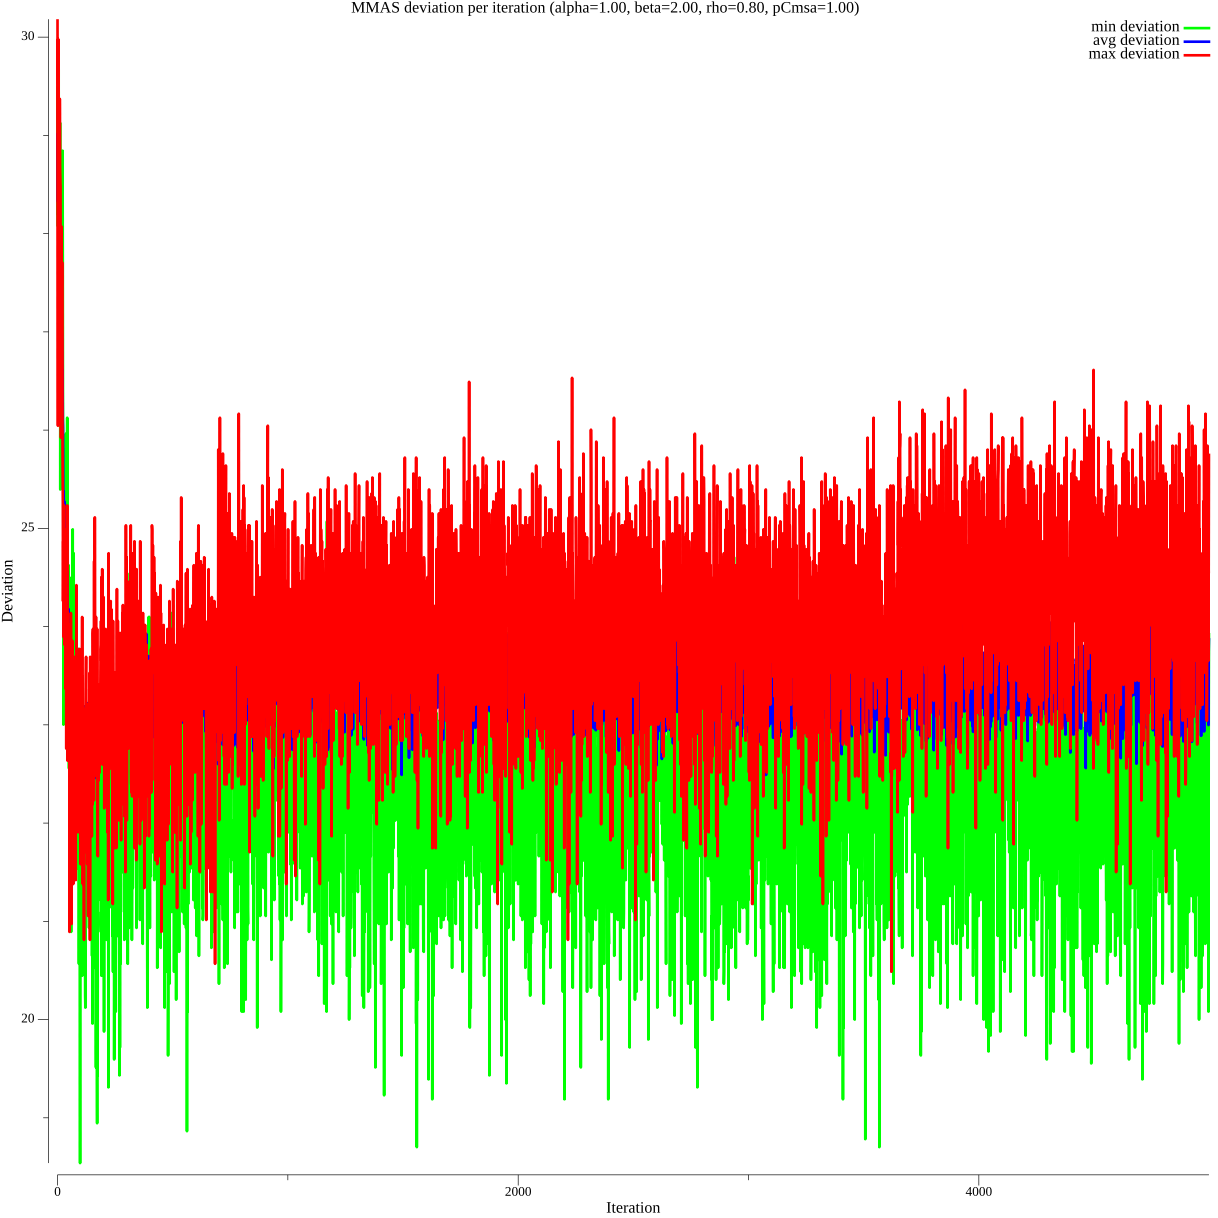 MMAS deviation per iteration (alpha=1.00, beta=2.00, rho=0.80, pCmsa=1.00)
min deviation
avg deviation
max deviation
30
25
20
Deviation
0
2000
4000
Iteration